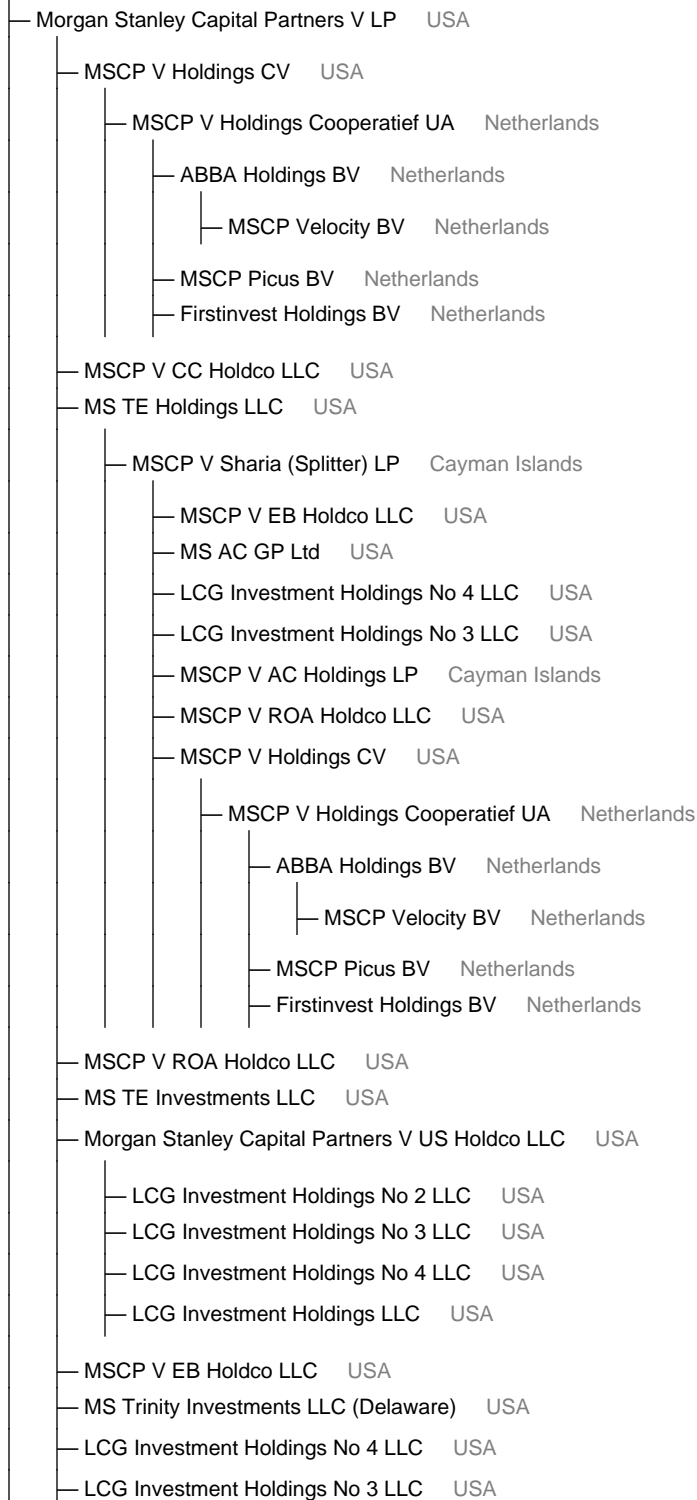 Morgan Stanley Capital Partners V LP USA
MSCP V Holdings CV USA
MSCP V Holdings Cooperatief UA Netherlands
ABBA Holdings BV Netherlands
MSCP Velocity BV Netherlands
MSCP Picus BV Netherlands
Firstinvest Holdings BV Netherlands
MSCP V CC Holdco LLC USA
MS TE Holdings LLC USA
MSCP V Sharia (Splitter) LP Cayman Islands
MSCP V EB Holdco LLC USA
MS AC GP Ltd USA
LCG Investment Holdings No 4 LLC USA
LCG Investment Holdings No 3 LLC USA
MSCP V AC Holdings LP Cayman Islands
MSCP V ROA Holdco LLC USA
MSCP V Holdings CV USA
MSCP V Holdings Cooperatief UA Netherlands
ABBA Holdings BV Netherlands
MSCP Velocity BV Netherlands
MSCP Picus BV Netherlands
Firstinvest Holdings BV Netherlands
MSCP V ROA Holdco LLC USA
MS TE Investments LLC USA
Morgan Stanley Capital Partners V US Holdco LLC USA
LCG Investment Holdings No 2 LLC USA
LCG Investment Holdings No 3 LLC USA
LCG Investment Holdings No 4 LLC USA
LCG Investment Holdings LLC USA
MSCP V EB Holdco LLC USA
MS Trinity Investments LLC (Delaware) USA
LCG Investment Holdings No 4 LLC USA
LCG Investment Holdings No 3 LLC USA